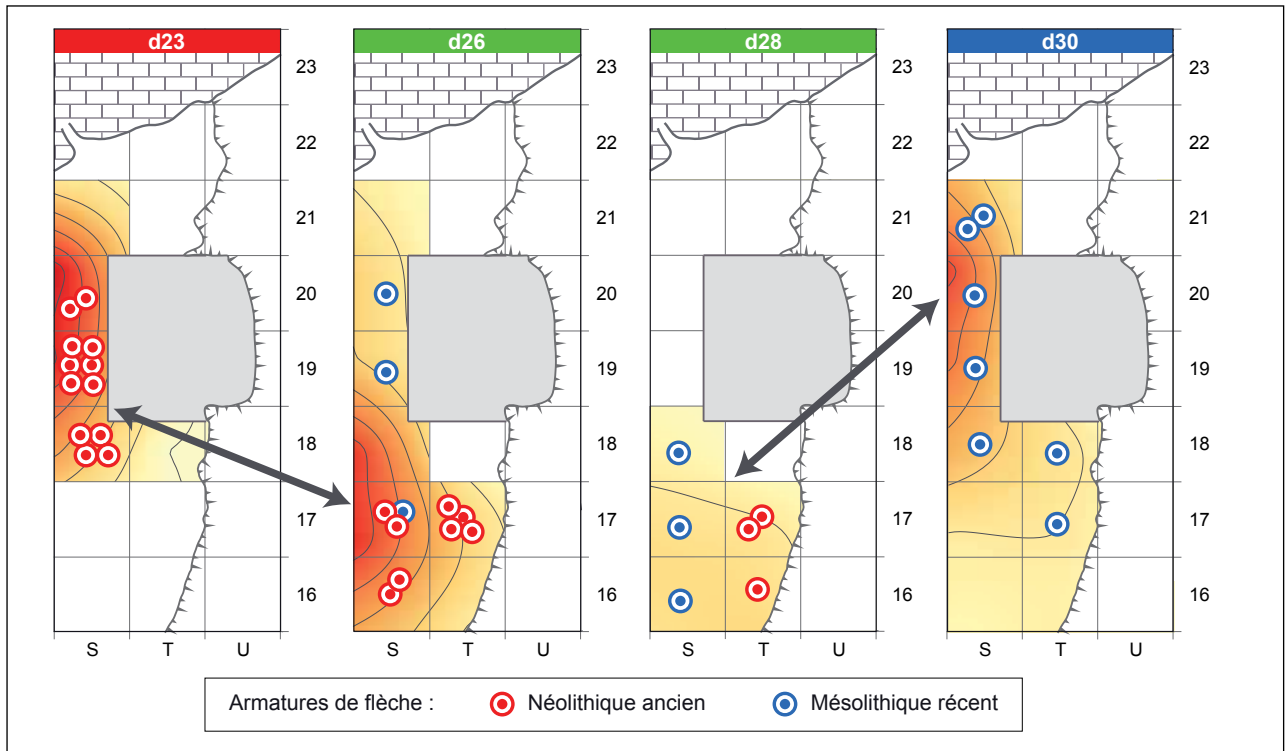 d23 d26 d28 d30
23 23 23 23
22 22 22 22
21 21 21 21
20 20 20 20
19 19 19 19
18 18 18 18
17 17 17 17
16 16 16 16
S T U S T U S T U S T U
Armatures de flèche : Néolithique ancien Mésolithique récent